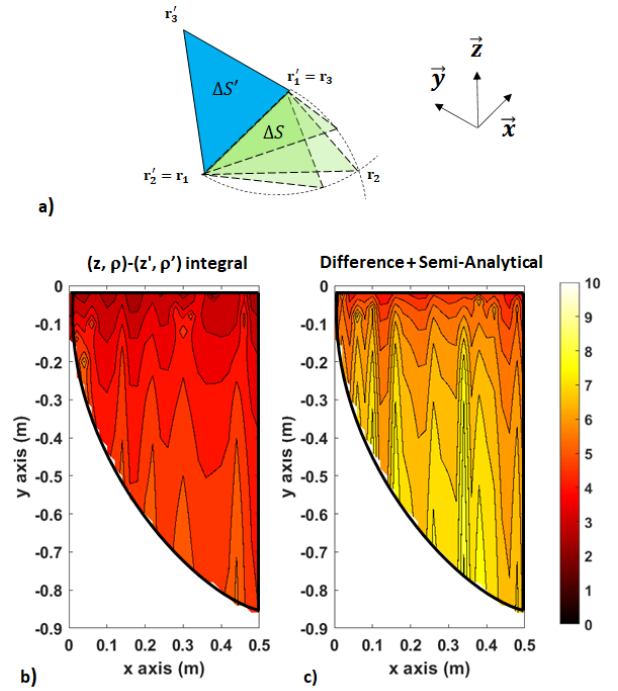 r₃′
r₁′ = r₃
ΔS′
ΔS
r₂′ = r₁
r₂
z⃗
y⃗
x⃗
a)
(z, ρ)-(z', ρ’) integral
Difference+Semi-Analytical
0
-0.1
-0.2
-0.3
-0.4
-0.5
-0.6
-0.7
-0.8
-0.9
y axis (m)
0 0.1 0.2 0.3 0.4 0.5
x axis (m)
b)
0
-0.1
-0.2
-0.3
-0.4
-0.5
-0.6
-0.7
-0.8
-0.9
y axis (m)
0 0.1 0.2 0.3 0.4 0.5
x axis (m)
c)
10
9
8
7
6
5
4
3
2
1
0